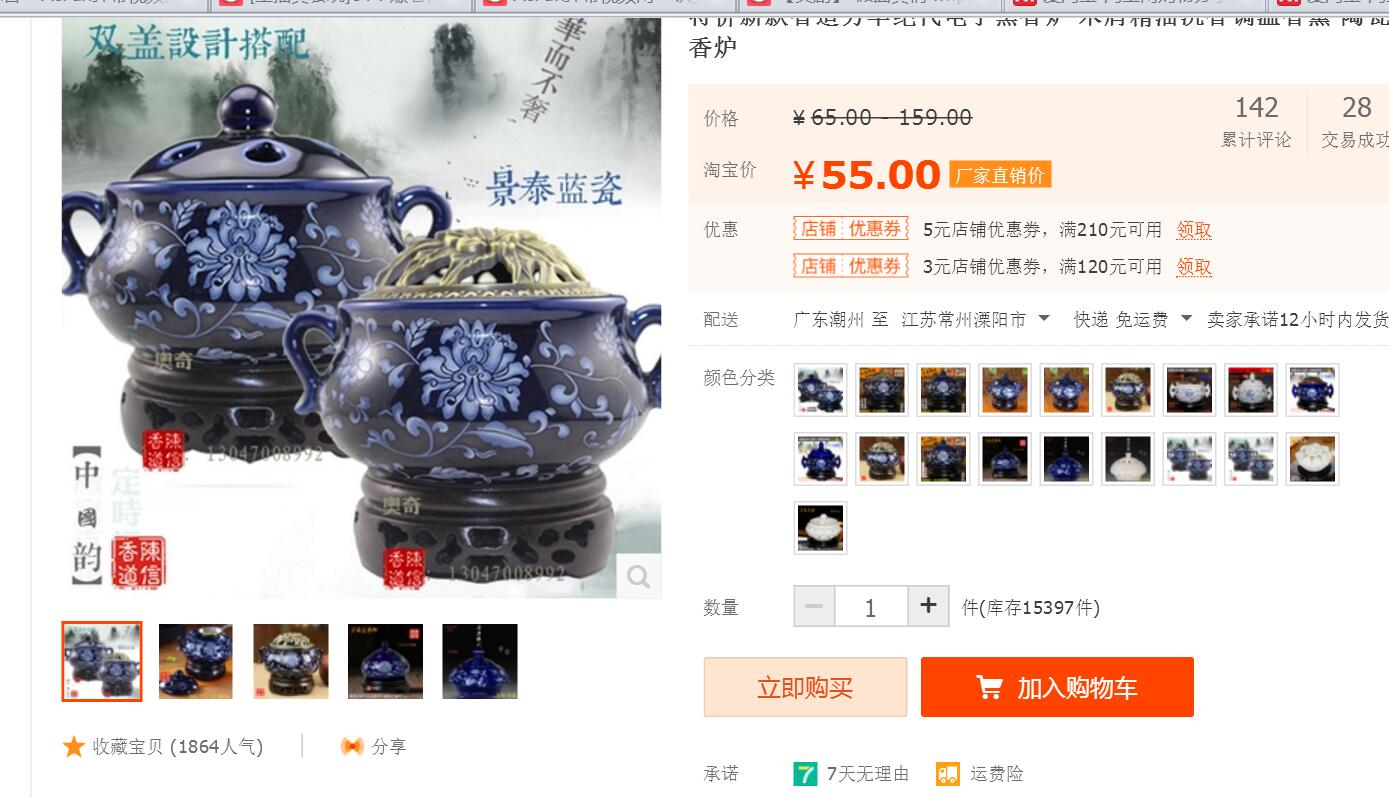 双盖設計搭配
華而不奢
景泰蓝瓷
奥奇
陳信香道
13047008992
奥奇
陳信香道
13047008992
【中國韵】
定時
陳信香道
收藏宝贝 (1864人气)
分享
香炉
价格
¥ 65.00 - 159.00
142
累计评论
28
交易成功
淘宝价
¥ 55.00 厂家直销价
优惠
店铺 优惠券 5元店铺优惠券，满210元可用 领取
店铺 优惠券 3元店铺优惠券，满120元可用 领取
配送
广东潮州 至 江苏常州溧阳市 快递 免运费 卖家承诺12小时内发货
颜色分类
数量
1
件(库存15397件)
立即购买
加入购物车
承诺
7 7天无理由
运费险